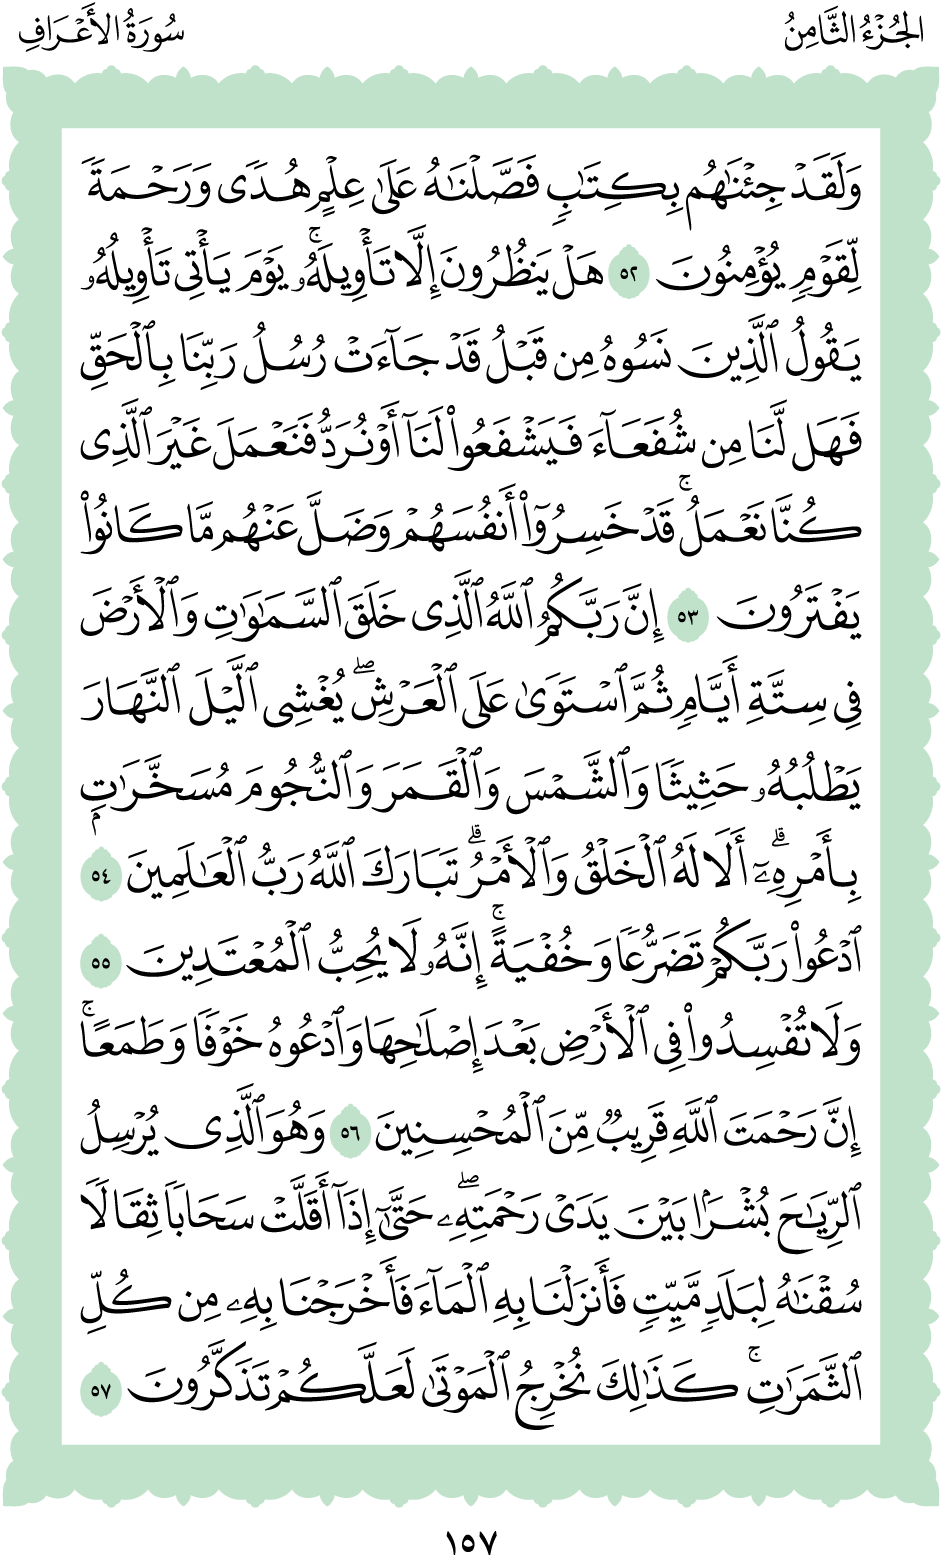 الجُزْءُ الثَّامِنُ
سُورَةُ الأَعْرَافِ
وَلَقَدْ جِئْنَٰهُم بِكِتَٰبٍ فَصَّلْنَٰهُ عَلَىٰ عِلْمٍ هُدًى وَرَحْمَةً
لِّقَوْمٍ يُؤْمِنُونَ ٥٢ هَلْ يَنظُرُونَ إِلَّا تَأْوِيلَهُۥۚ يَوْمَ يَأْتِى تَأْوِيلُهُۥ
يَقُولُ ٱلَّذِينَ نَسُوهُ مِن قَبْلُ قَدْ جَآءَتْ رُسُلُ رَبِّنَا بِٱلْحَقِّ
فَهَل لَّنَا مِن شُفَعَآءَ فَيَشْفَعُوا۟ لَنَآ أَوْ نُرَدُّ فَنَعْمَلَ غَيْرَ ٱلَّذِى
كُنَّا نَعْمَلُۚ قَدْ خَسِرُوٓا۟ أَنفُسَهُمْ وَضَلَّ عَنْهُم مَّا كَانُوا۟
يَفْتَرُونَ ٥٣ إِنَّ رَبَّكُمُ ٱللَّهُ ٱلَّذِى خَلَقَ ٱلسَّمَٰوَٰتِ وَٱلْأَرْضَ
فِى سِتَّةِ أَيَّامٍ ثُمَّ ٱسْتَوَىٰ عَلَى ٱلْعَرْشِۖ يُغْشِى ٱلَّيْلَ ٱلنَّهَارَ
يَطْلُبُهُۥ حَثِيثًا وَٱلشَّمْسَ وَٱلْقَمَرَ وَٱلنُّجُومَ مُسَخَّرَٰتٍۭ
بِأَمْرِهِۦٓۗ أَلَا لَهُ ٱلْخَلْقُ وَٱلْأَمْرُۗ تَبَارَكَ ٱللَّهُ رَبُّ ٱلْعَٰلَمِينَ ٥٤
ٱدْعُوا۟ رَبَّكُمْ تَضَرُّعًا وَخُفْيَةًۚ إِنَّهُۥ لَا يُحِبُّ ٱلْمُعْتَدِينَ ٥٥
وَلَا تُفْسِدُوا۟ فِى ٱلْأَرْضِ بَعْدَ إِصْلَٰحِهَا وَٱدْعُوهُ خَوْفًا وَطَمَعًاۚ
إِنَّ رَحْمَتَ ٱللَّهِ قَرِيبٌ مِّنَ ٱلْمُحْسِنِينَ ٥٦ وَهُوَ ٱلَّذِى يُرْسِلُ
ٱلرِّيَٰحَ بُشْرًۢا بَيْنَ يَدَىْ رَحْمَتِهِۦۖ حَتَّىٰٓ إِذَآ أَقَلَّتْ سَحَابًا ثِقَالًا
سُقْنَٰهُ لِبَلَدٍ مَّيِّتٍ فَأَنزَلْنَا بِهِ ٱلْمَآءَ فَأَخْرَجْنَا بِهِۦ مِن كُلِّ
ٱلثَّمَرَٰتِۚ كَذَٰلِكَ نُخْرِجُ ٱلْمَوْتَىٰ لَعَلَّكُمْ تَذَكَّرُونَ ٥٧
١٥٧